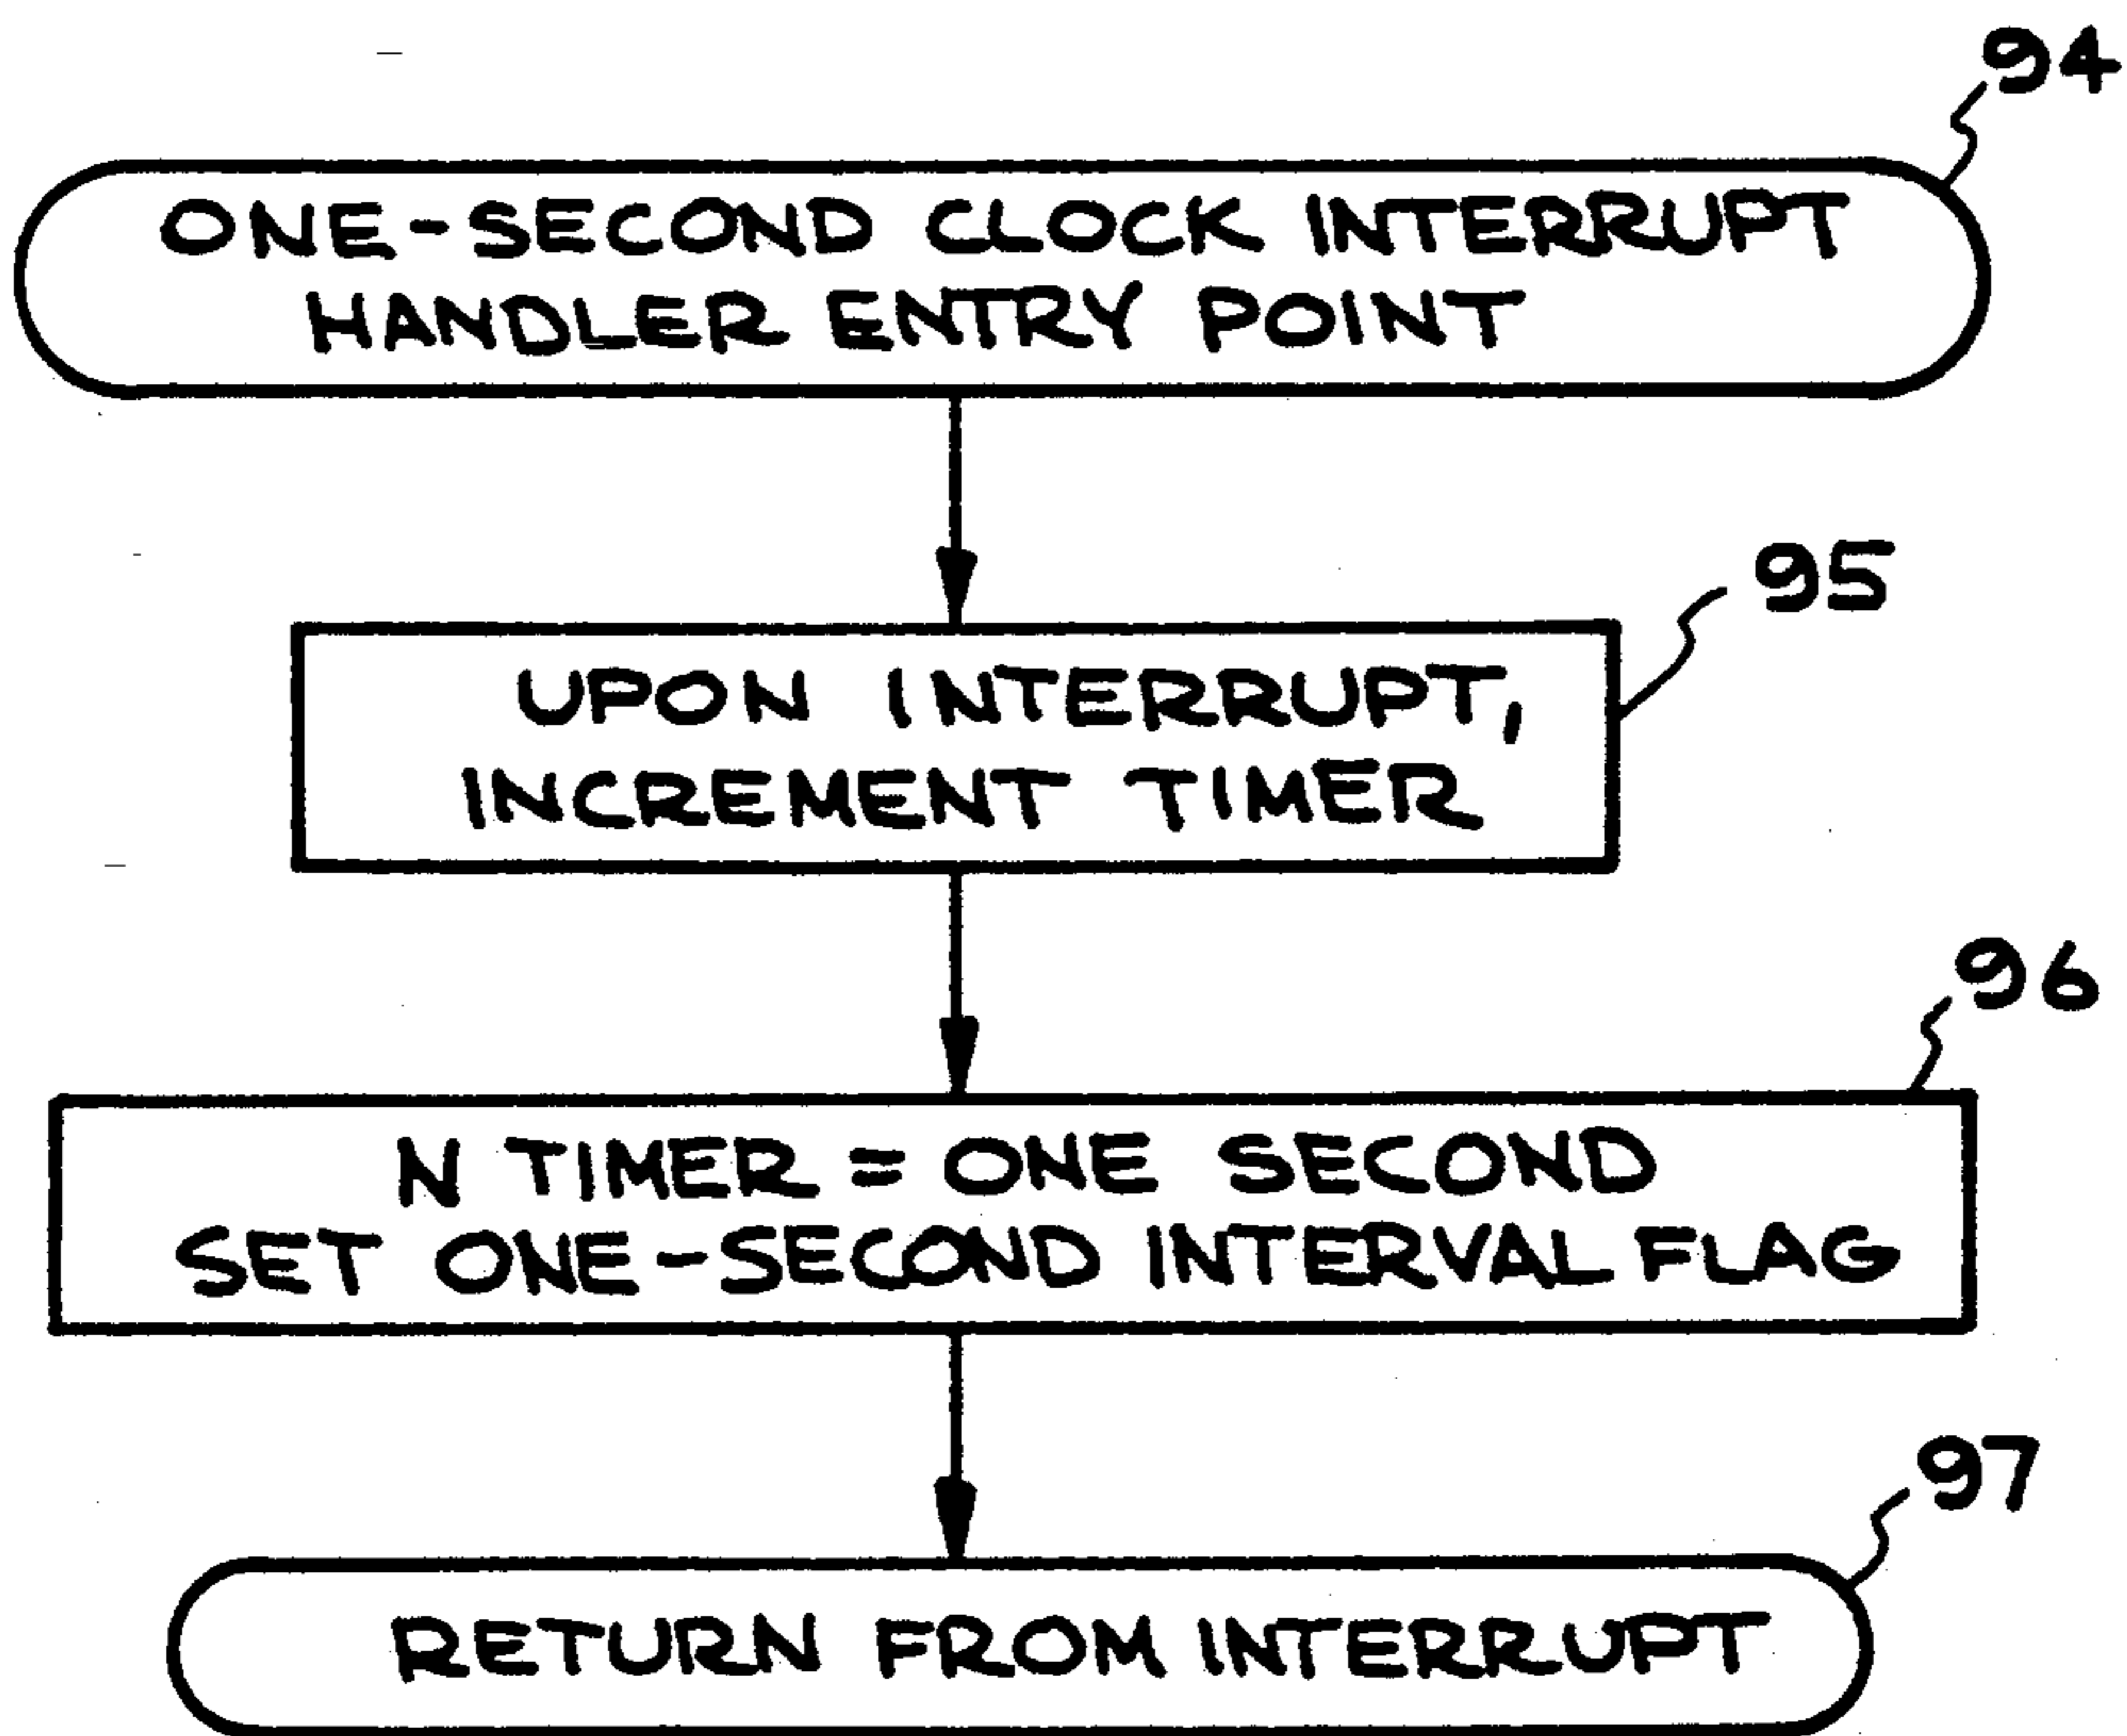 94
ONE-SECOND CLOCK INTERRUPT
HANDLER ENTRY POINT
95
UPON INTERRUPT,
INCREMENT TIMER
96
N TIMER = ONE SECOND
SET ONE-SECOND INTERVAL FLAG
97
RETURN FROM INTERRUPT